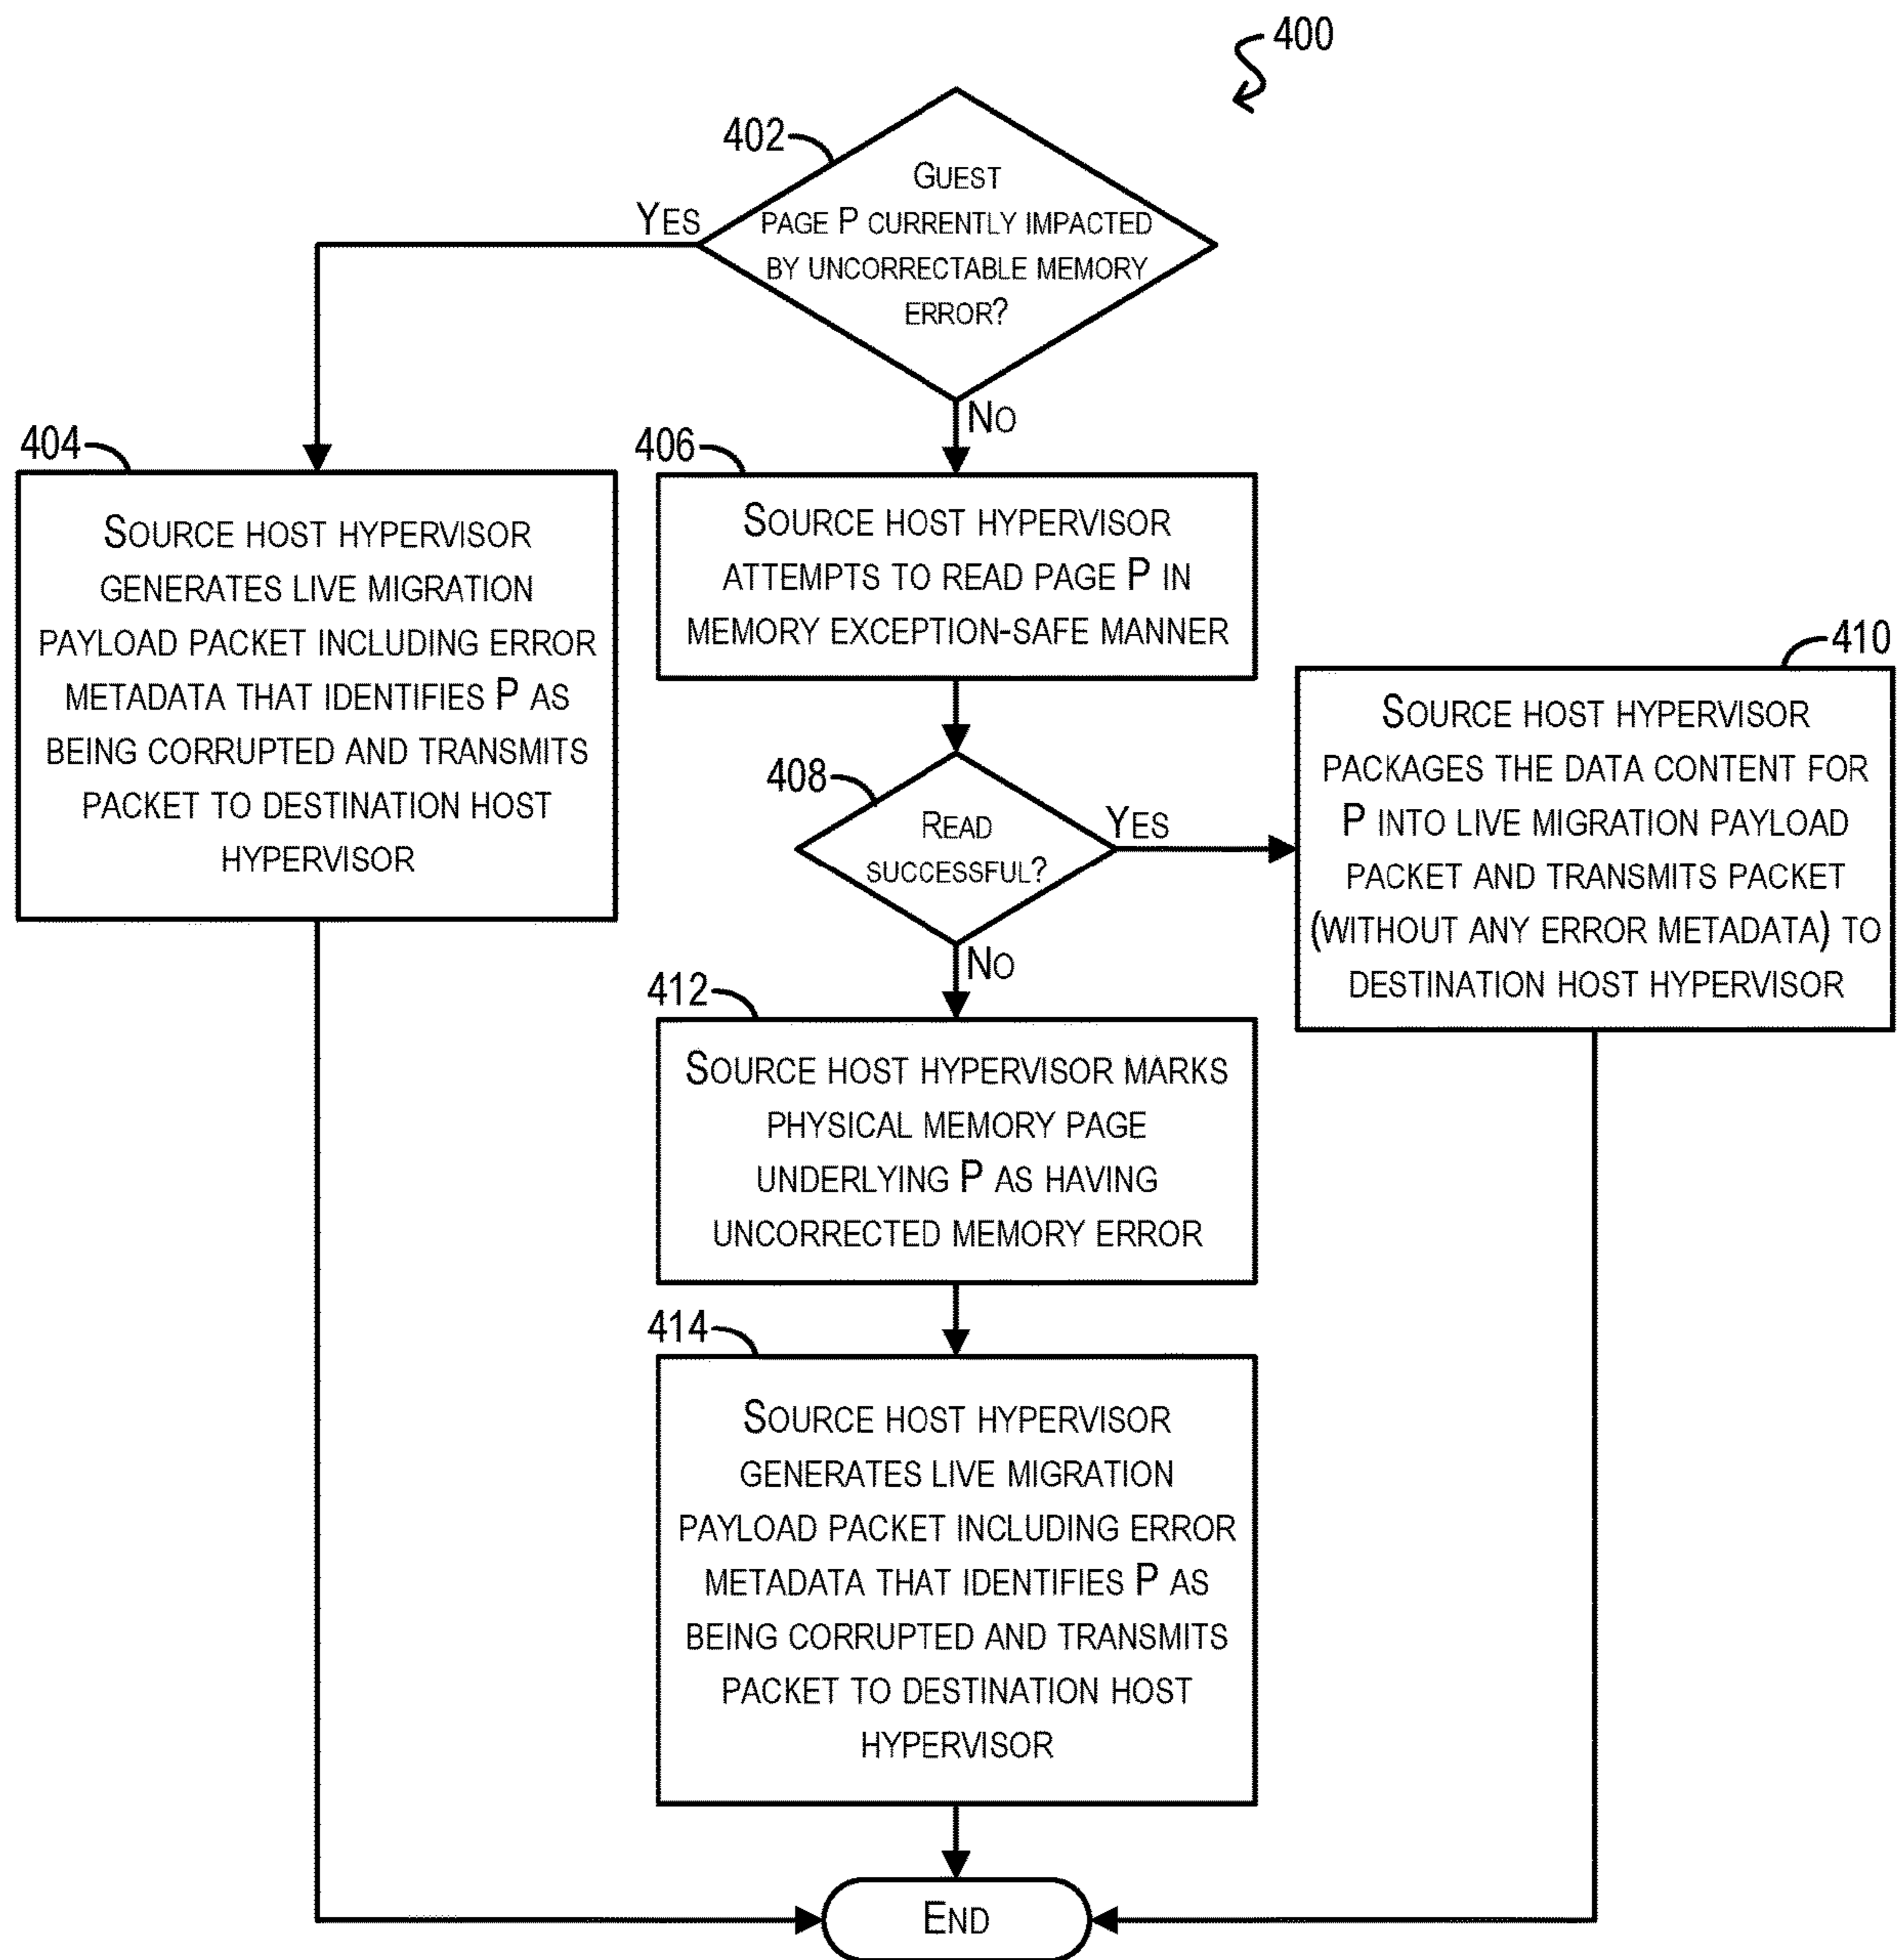 400
402
GUEST
PAGE P CURRENTLY IMPACTED
BY UNCORRECTABLE MEMORY
ERROR?
YES
NO
404
SOURCE HOST HYPERVISOR
GENERATES LIVE MIGRATION
PAYLOAD PACKET INCLUDING ERROR
METADATA THAT IDENTIFIES P AS
BEING CORRUPTED AND TRANSMITS
PACKET TO DESTINATION HOST
HYPERVISOR
406
SOURCE HOST HYPERVISOR
ATTEMPTS TO READ PAGE P IN
MEMORY EXCEPTION-SAFE MANNER
408
READ
SUCCESSFUL?
YES
NO
410
SOURCE HOST HYPERVISOR
PACKAGES THE DATA CONTENT FOR
P INTO LIVE MIGRATION PAYLOAD
PACKET AND TRANSMITS PACKET
(WITHOUT ANY ERROR METADATA) TO
DESTINATION HOST HYPERVISOR
412
SOURCE HOST HYPERVISOR MARKS
PHYSICAL MEMORY PAGE
UNDERLYING P AS HAVING
UNCORRECTED MEMORY ERROR
414
SOURCE HOST HYPERVISOR
GENERATES LIVE MIGRATION
PAYLOAD PACKET INCLUDING ERROR
METADATA THAT IDENTIFIES P AS
BEING CORRUPTED AND TRANSMITS
PACKET TO DESTINATION HOST
HYPERVISOR
END